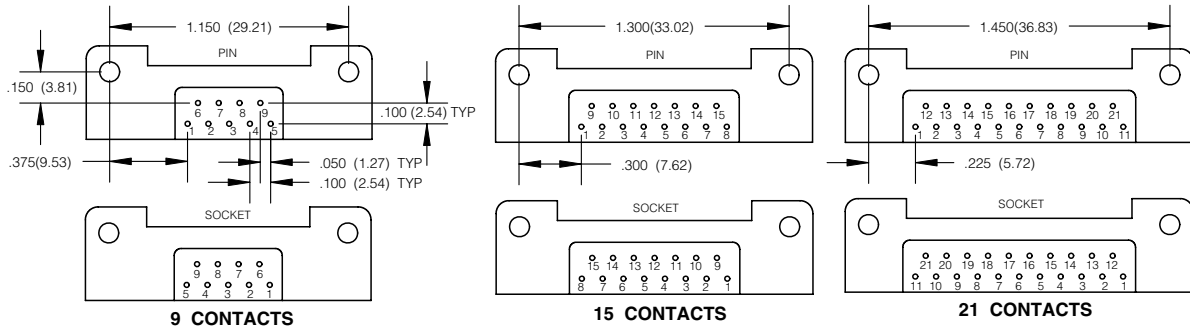 1.150 (29.21)
PIN
.150 (3.81)
6 7 8 9
1 2 3 4 5
.100 (2.54) TYP
.375(9.53)
.050 (1.27) TYP
.100 (2.54) TYP
SOCKET
9 8 7 6
5 4 3 2 1
9 CONTACTS
1.300(33.02)
PIN
9 10 11 12 13 14 15
1 2 3 4 5 6 7 8
.300 (7.62)
SOCKET
15 14 13 12 11 10 9
8 7 6 5 4 3 2 1
15 CONTACTS
1.450(36.83)
PIN
12 13 14 15 16 17 18 19 20 21
1 2 3 4 5 6 7 8 9 10 11
.225 (5.72)
SOCKET
21 20 19 18 17 16 15 14 13 12
11 10 9 8 7 6 5 4 3 2 1
21 CONTACTS